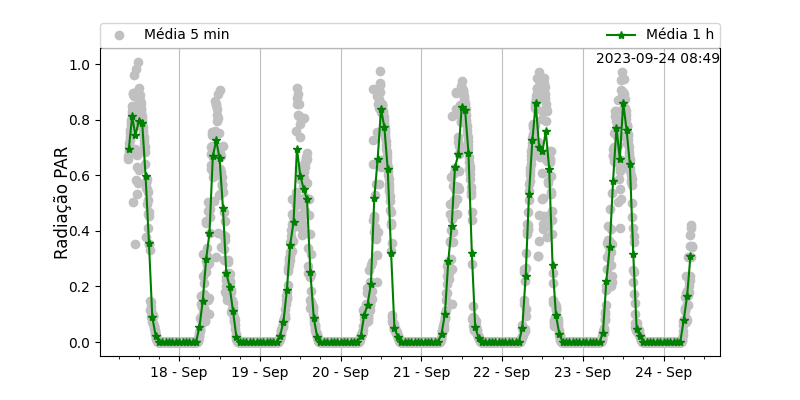 Média 5 min
Média 1 h
2023-09-24 08:49
1.0
0.8
0.6
0.4
0.2
0.0
Radiação PAR
18 - Sep
19 - Sep
20 - Sep
21 - Sep
22 - Sep
23 - Sep
24 - Sep